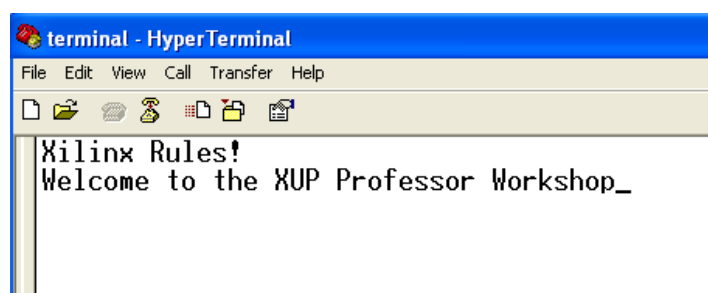 terminal - HyperTerminal
File Edit View Call Transfer Help
Xilinx Rules!
Welcome to the XUP Professor Workshop_